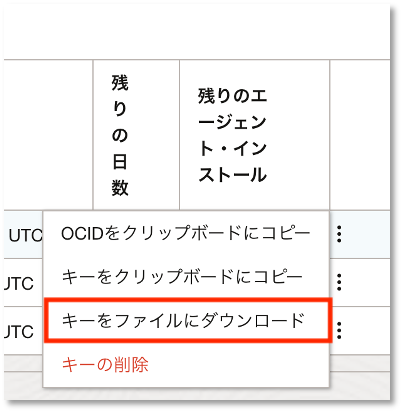 残
り
の
日
数
残りのエ
ージェン
ト・イン
ストール
UTC
OCIDをクリップボードにコピー
UTC
キーをクリップボードにコピー
UTC
キーをファイルにダウンロード
キーの削除